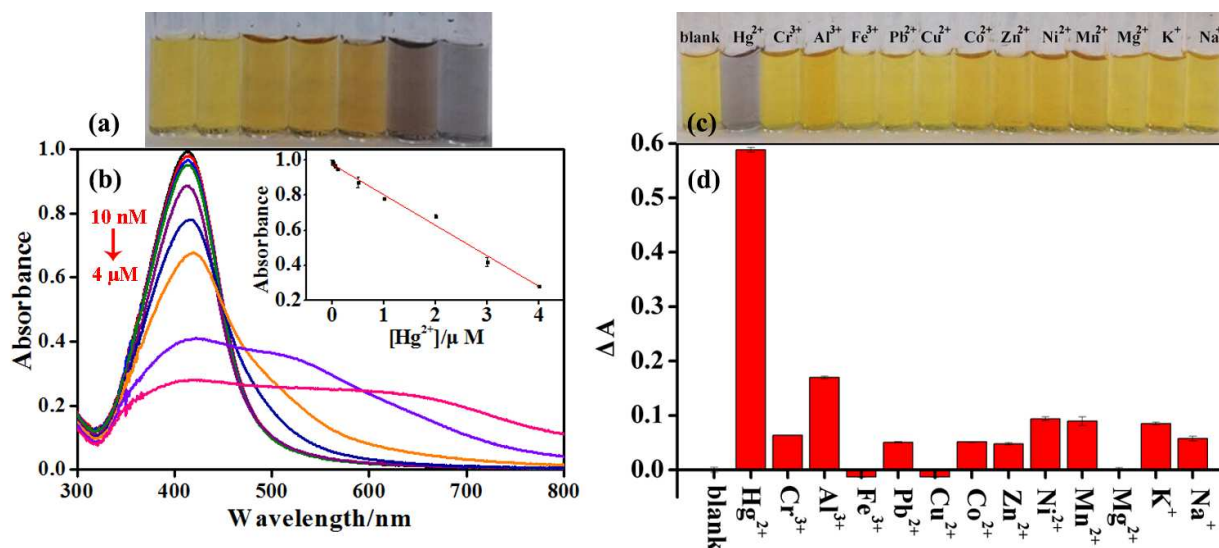 (a)
(b)
10 nM
4 µM
1.0
0.8
0.6
0.4
0.2
0.0
Absorbance
300 400 500 600 700 800
Wavelength/nm
1.0
0.8
0.6
0.4
0.2
Absorbance
0 1 2 3 4
[Hg²⁺]/µ M
(c)
blank Hg²⁺ Cr³⁺ Al³⁺ Fe³⁺ Pb²⁺ Cu²⁺ Co²⁺ Zn²⁺ Ni²⁺ Mn²⁺ Mg²⁺ K⁺ Na⁺
(d)
0.6
0.5
0.4
0.3
0.2
0.1
0.0
Δ A
blank Hg²⁺ Cr³⁺ Al³⁺ Fe³⁺ Pb²⁺ Cu²⁺ Co²⁺ Zn²⁺ Ni²⁺ Mn²⁺ Mg²⁺ K⁺ Na⁺